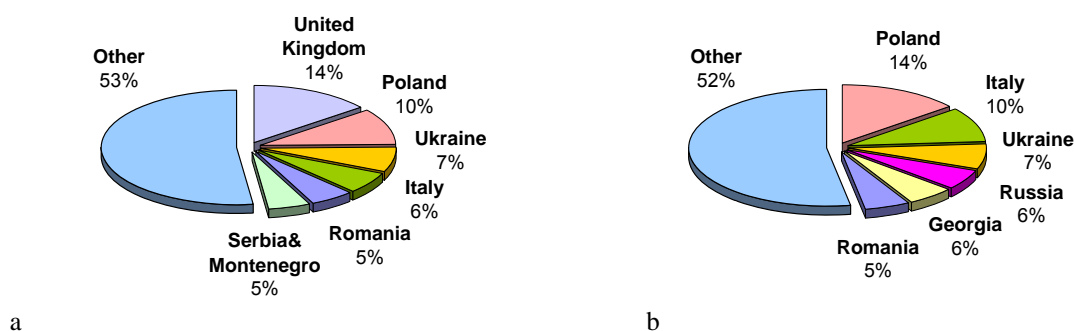 United
Kingdom
14%
Other
53%
Poland
10%
Ukraine
7%
Italy
6%
Romania
5%
Serbia&
Montenegro
5%
a
Poland
14%
Other
52%
Italy
10%
Ukraine
7%
Russia
6%
Georgia
6%
Romania
5%
b